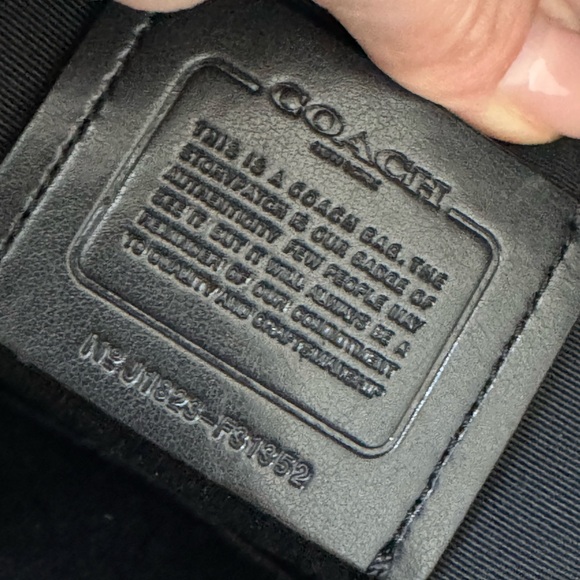 COACH
NEW YORK
THIS IS A COACH BAG. THE
STORYPATCH IS OUR BADGE OF
AUTHENTICITY FEW PEOPLE MAY
SEE IT BUT IT WILL ALWAYS BE A
REMINDER OF OUR COMMITMENT
TO QUALITY AND CRAFTSMANSHIP
Nº J1823-F31352